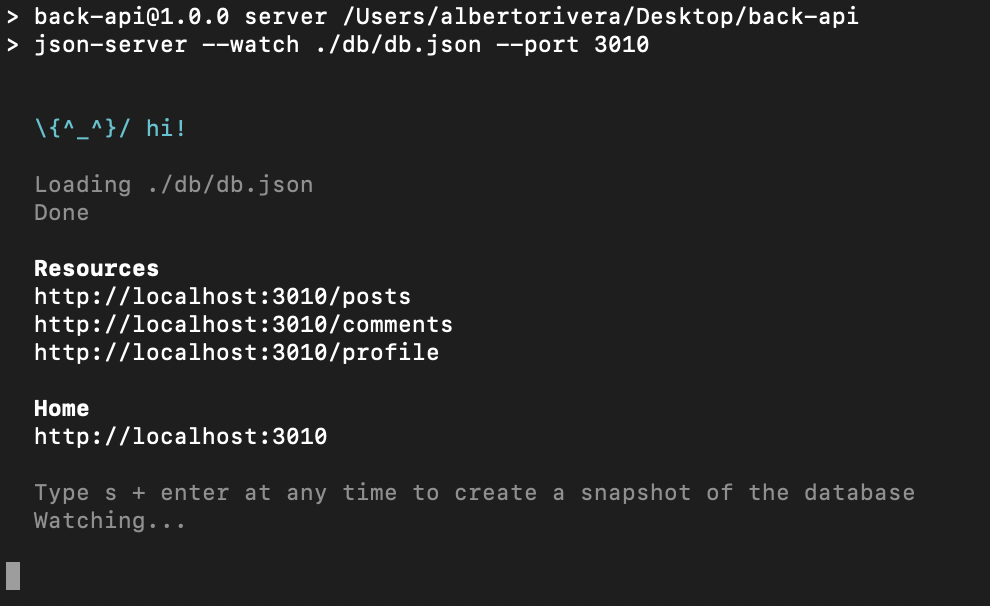 > back-api@1.0.0 server /Users/albertorivera/Desktop/back-api
> json-server --watch ./db/db.json --port 3010
\{^_^}/ hi!
Loading ./db/db.json
Done
Resources
http://localhost:3010/posts
http://localhost:3010/comments
http://localhost:3010/profile
Home
http://localhost:3010
Type s + enter at any time to create a snapshot of the database
Watching...